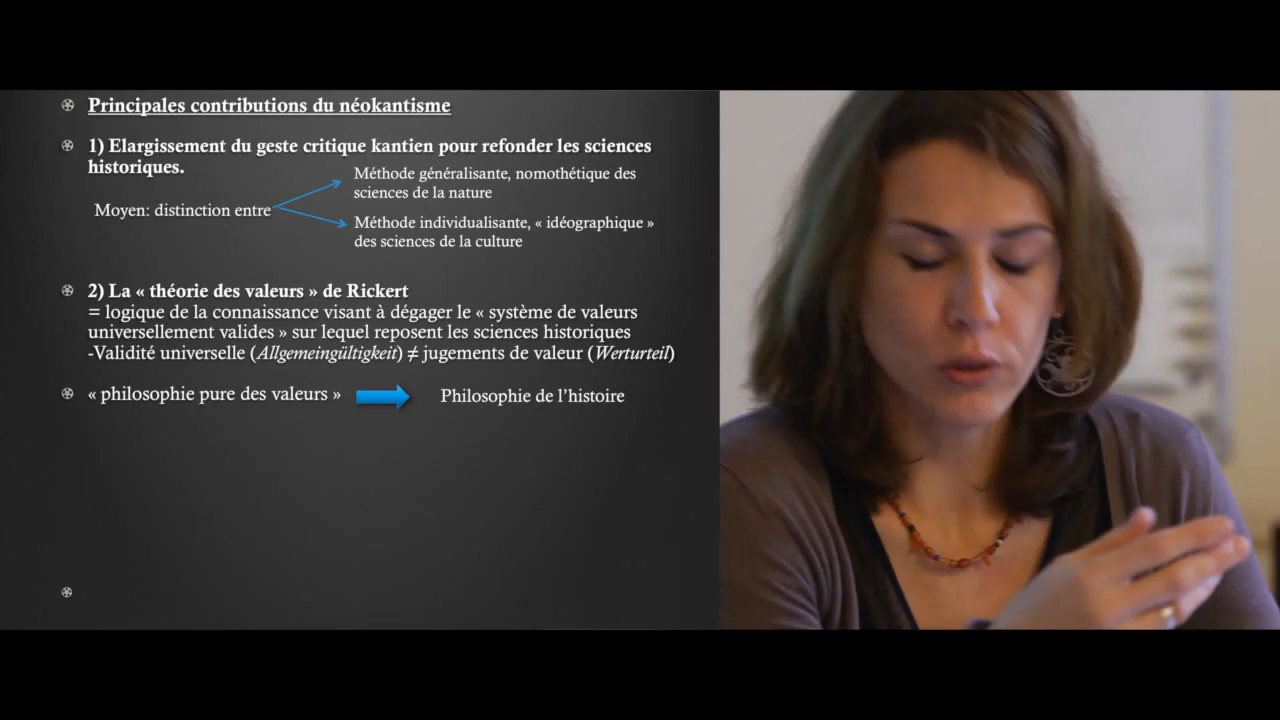 Principales contributions du néokantisme
1) Elargissement du geste critique kantien pour refonder les sciences
historiques.
Moyen: distinction entre
Méthode généralisante, nomothétique des
sciences de la nature
Méthode individualisante, « idéographique »
des sciences de la culture
2) La « théorie des valeurs » de Rickert
= logique de la connaissance visant à dégager le « système de valeurs
universellement valides » sur lequel reposent les sciences historiques
-Validité universelle (Allgemeingültigkeit) ≠ jugements de valeur (Werturteil)
« philosophie pure des valeurs »
Philosophie de l’histoire